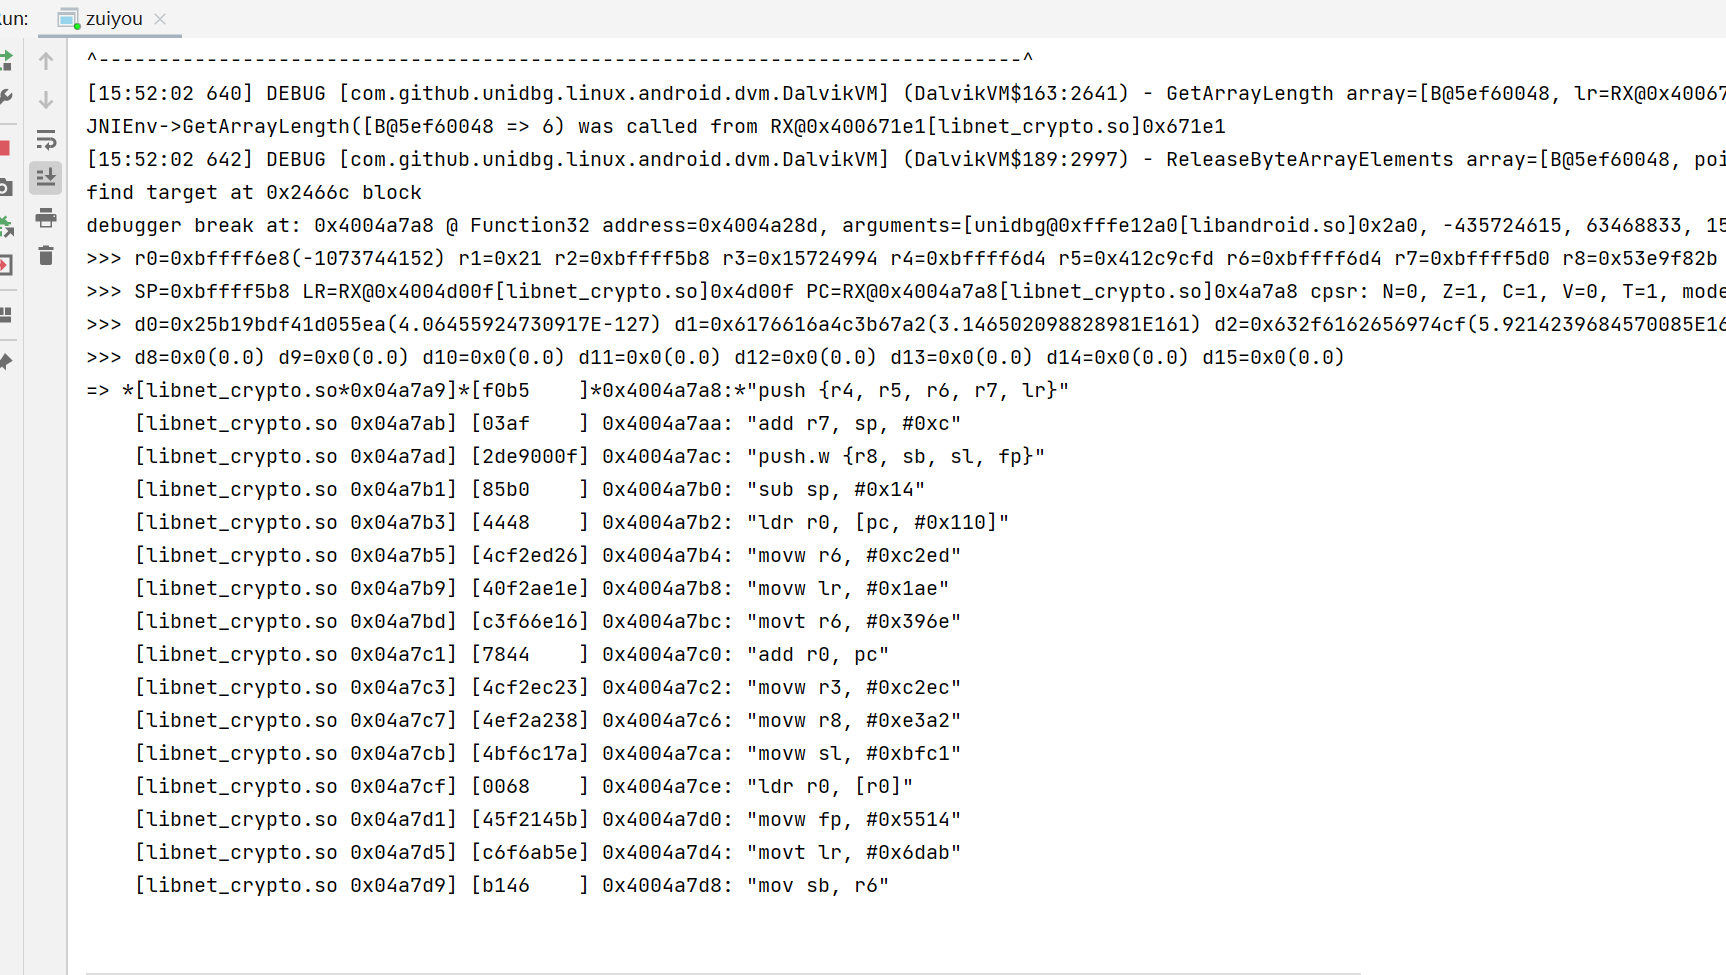 un:
zuiyou
^-----------------------------------------------------------------------------^
[15:52:02 640] DEBUG [com.github.unidbg.linux.android.dvm.DalvikVM] (DalvikVM$163:2641) - GetArrayLength array=[B@5ef60048, lr=RX@0x40067
JNIEnv->GetArrayLength([B@5ef60048 => 6) was called from RX@0x400671e1[libnet_crypto.so]0x671e1
[15:52:02 642] DEBUG [com.github.unidbg.linux.android.dvm.DalvikVM] (DalvikVM$189:2997) - ReleaseByteArrayElements array=[B@5ef60048, poi
find target at 0x2466c block
debugger break at: 0x4004a7a8 @ Function32 address=0x4004a28d, arguments=[unidbg@0xfffe12a0[libandroid.so]0x2a0, -435724615, 63468833, 15
>>> r0=0xbffff6e8(-1073744152) r1=0x21 r2=0xbffff5b8 r3=0x15724994 r4=0xbffff6d4 r5=0x412c9cfd r6=0xbffff6d4 r7=0xbffff5d0 r8=0x53e9f82b
>>> SP=0xbffff5b8 LR=RX@0x4004d00f[libnet_crypto.so]0x4d00f PC=RX@0x4004a7a8[libnet_crypto.so]0x4a7a8 cpsr: N=0, Z=1, C=1, V=0, T=1, mode
>>> d0=0x25b19bdf41d055ea(4.06455924730917E-127) d1=0x6176616a4c3b67a2(3.146502098828981E161) d2=0x632f6162656974cf(5.9214239684570085E16
>>> d8=0x0(0.0) d9=0x0(0.0) d10=0x0(0.0) d11=0x0(0.0) d12=0x0(0.0) d13=0x0(0.0) d14=0x0(0.0) d15=0x0(0.0)
=> *[libnet_crypto.so*0x04a7a9]*[f0b5    ]*0x4004a7a8:*"push {r4, r5, r6, r7, lr}"
    [libnet_crypto.so 0x04a7ab] [03af    ] 0x4004a7aa: "add r7, sp, #0xc"
    [libnet_crypto.so 0x04a7ad] [2de9000f] 0x4004a7ac: "push.w {r8, sb, sl, fp}"
    [libnet_crypto.so 0x04a7b1] [85b0    ] 0x4004a7b0: "sub sp, #0x14"
    [libnet_crypto.so 0x04a7b3] [4448    ] 0x4004a7b2: "ldr r0, [pc, #0x110]"
    [libnet_crypto.so 0x04a7b5] [4cf2ed26] 0x4004a7b4: "movw r6, #0xc2ed"
    [libnet_crypto.so 0x04a7b9] [40f2ae1e] 0x4004a7b8: "movw lr, #0x1ae"
    [libnet_crypto.so 0x04a7bd] [c3f66e16] 0x4004a7bc: "movt r6, #0x396e"
    [libnet_crypto.so 0x04a7c1] [7844    ] 0x4004a7c0: "add r0, pc"
    [libnet_crypto.so 0x04a7c3] [4cf2ec23] 0x4004a7c2: "movw r3, #0xc2ec"
    [libnet_crypto.so 0x04a7c7] [4ef2a238] 0x4004a7c6: "movw r8, #0xe3a2"
    [libnet_crypto.so 0x04a7cb] [4bf6c17a] 0x4004a7ca: "movw sl, #0xbfc1"
    [libnet_crypto.so 0x04a7cf] [0068    ] 0x4004a7ce: "ldr r0, [r0]"
    [libnet_crypto.so 0x04a7d1] [45f2145b] 0x4004a7d0: "movw fp, #0x5514"
    [libnet_crypto.so 0x04a7d5] [c6f6ab5e] 0x4004a7d4: "movt lr, #0x6dab"
    [libnet_crypto.so 0x04a7d9] [b146    ] 0x4004a7d8: "mov sb, r6"